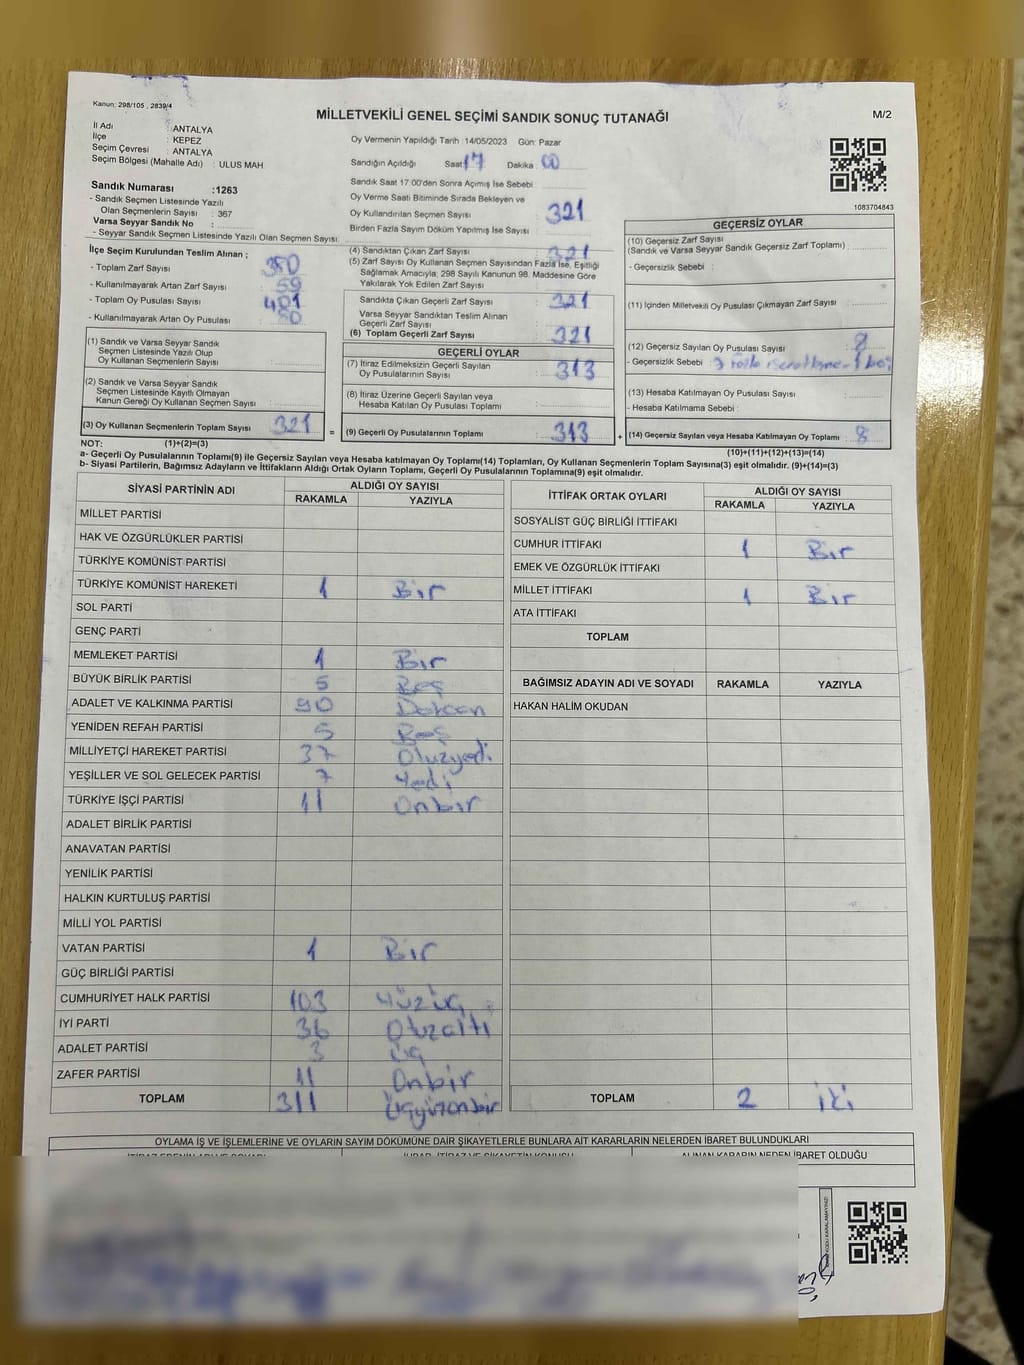 Kanun: 298/105 , 2839/4
MİLLETVEKİLİ GENEL SEÇİMİ SANDIK SONUÇ TUTANAĞI
M/2
İl Adı : ANTALYA
İlçe : KEPEZ
Seçim Çevresi : ANTALYA
Seçim Bölgesi (Mahalle Adı) : ULUS MAH
Sandık Numarası :1263
- Sandık Seçmen Listesinde Yazılı
Olan Seçmenlerin Sayısı : 367
Varsa Seyyar Sandık No :
- Seyyar Sandık Seçmen Listesinde Yazılı Olan Seçmen Sayısı:
Oy Vermenin Yapıldığı Tarih :14/05/2023 Gün: Pazar
Sandığın Açıldığı Saat: 17 Dakika : 00
Sandık Saat 17:00'den Sonra Açımış İse Sebebi :
Oy Verme Saati Bitiminde Sırada Bekleyen ve
Oy Kullandırılan Seçmen Sayısı : 321
Birden Fazla Sayım Döküm Yapılmış İse Sayısı :
1083704843
İlçe Seçim Kurulundan Teslim Alınan ;
- Toplam Zarf Sayısı : 380
- Kullanılmayarak Artan Zarf Sayısı : 59
- Toplam Oy Pusulası Sayısı : 401
- Kullanılmayarak Artan Oy Pusulası : 80
(4) Sandıktan Çıkan Zarf Sayısı : 321
(5) Zarf Sayısı Oy Kullanan Seçmen Sayısından Fazla İse, Eşitliği
Sağlamak Amacıyla; 298 Sayılı Kanunun 98. Maddesine Göre
Yakılarak Yok Edilen Zarf Sayısı :
Sandıkta Çıkan Geçerli Zarf Sayısı : 321
Varsa Seyyar Sandıktan Teslim Alınan
Geçerli Zarf Sayısı :
(6) Toplam Geçerli Zarf Sayısı : 321
GEÇERSİZ OYLAR
(10) Geçersiz Zarf Sayısı
(Sandık ve Varsa Seyyar Sandık Geçersiz Zarf Toplamı) :
- Geçersizlik Sebebi :
(11) İçinden Milletvekili Oy Pusulası Çıkmayan Zarf Sayısı :
(12) Geçersiz Sayılan Oy Pusulası Sayısı : 8
- Geçersizlik Sebebi : fazla
(13) Hesaba Katılmayan Oy Pusulası Sayısı :
- Hesaba Katılmama Sebebi :
(14) Geçersiz Sayılan veya Hesaba Katılmayan Oy Toplamı : 8
(1) Sandık ve Varsa Seyyar Sandık
Seçmen Listesinde Yazılı Olup
Oy Kullanan Seçmenlerin Sayısı :
(2) Sandık ve Varsa Seyyar Sandık
Seçmen Listesinde Kayıtlı Olmayan
Kanun Gereği Oy Kullanan Seçmen Sayısı :
(3) Oy Kullanan Seçmenlerin Toplam Sayısı : 321 =
GEÇERLİ OYLAR
(7) İtiraz Edilmeksizin Geçerli Sayılan
Oy Pusulalarının Sayısı : 313
(8) İtiraz Üzerine Geçerli Sayılan veya
Hesaba Katılan Oy Pusulası Toplamı :
(9) Geçerli Oy Pusulalarının Toplamı : 313 +
NOT: (1)+(2)=(3)
(10)+(11)+(12)+(13)=(14)
a- Geçerli Oy Pusulalarının Toplamı(9) ile Geçersiz Sayılan veya Hesaba Katılmayan Oy Toplamı(14) Toplamları, Oy Kullanan Seçmenlerin Toplam Sayısına(3) eşit olmalıdır. (9)+(14)=(3)
b- Siyasi Partilerin, Bağımsız Adayların ve İttifakların Aldığı Ortak Oyların Toplamı, Geçerli Oy Pusulalarının Toplamına(9) eşit olmalıdır.
SİYASİ PARTİNİN ADI
ALDIĞI OY SAYISI
RAKAMLA YAZIYLA
MİLLET PARTİSİ
HAK VE ÖZGÜRLÜKLER PARTİSİ
TÜRKİYE KOMÜNİST PARTİSİ
TÜRKİYE KOMÜNİST HAREKETİ 1 Bir
SOL PARTİ
GENÇ PARTİ
MEMLEKET PARTİSİ 1 Bir
BÜYÜK BİRLİK PARTİSİ 5 Beş
ADALET VE KALKINMA PARTİSİ 90 Doksan
YENİDEN REFAH PARTİSİ 5 Beş
MİLLİYETÇİ HAREKET PARTİSİ 37 Otuzyedi
YEŞİLLER VE SOL GELECEK PARTİSİ 7 Yedi
TÜRKİYE İŞÇİ PARTİSİ 11 Onbir
ADALET BİRLİK PARTİSİ
ANAVATAN PARTİSİ
YENİLİK PARTİSİ
HALKIN KURTULUŞ PARTİSİ
MİLLİ YOL PARTİSİ
VATAN PARTİSİ 1 Bir
GÜÇ BİRLİĞİ PARTİSİ
CUMHURİYET HALK PARTİSİ 103 Yüzüç
İYİ PARTİ 36 Otuzaltı
ADALET PARTİSİ 3 üç
ZAFER PARTİSİ 11 Onbir
TOPLAM 311 Üçyüzonbir
İTTİFAK ORTAK OYLARI
ALDIĞI OY SAYISI
RAKAMLA YAZIYLA
SOSYALİST GÜÇ BİRLİĞİ İTTİFAKI
CUMHUR İTTİFAKI 1 Bir
EMEK VE ÖZGÜRLÜK İTTİFAKI
MİLLET İTTİFAKI 1 Bir
ATA İTTİFAKI
TOPLAM
BAĞIMSIZ ADAYIN ADI VE SOYADI RAKAMLA YAZIYLA
HAKAN HALİM OKUDAN
TOPLAM 2 iki
OYLAMA İŞ VE İŞLEMLERİNE VE OYLARIN SAYIM DÖKÜMÜNE DAİR ŞİKAYETLERLE BUNLARA AİT KARARLARIN NELERDEN İBARET BULUNDUKLARI
ALINAN KARARIN NEDEN İBARET OLDUĞU